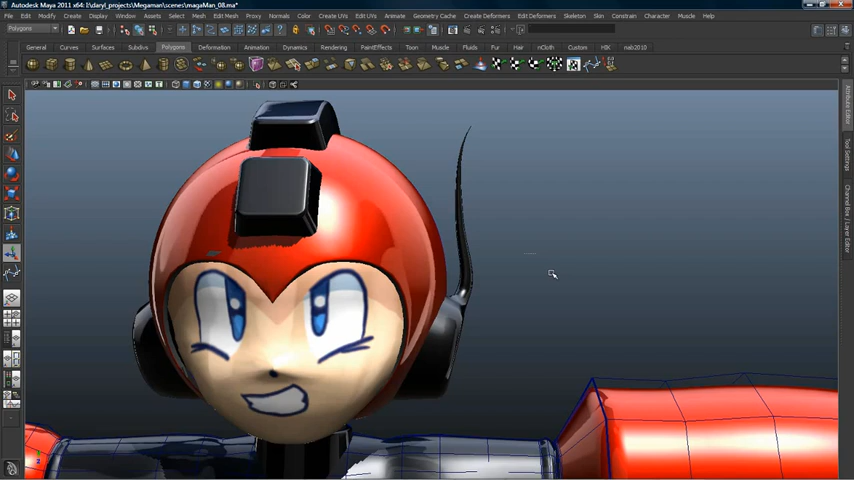 Autodesk Maya 2011 x64: C:\daryl_projects\Megaman\scenes\magaMan_08.ma*
File Edit Modify Create Display Window Assets Select Mesh Edit Mesh Proxy Normals Color Create UVs Edit UVs Animate Geometry Cache Create Deformers Edit Deformers Skeleton Skin Constrain Character Muscle Help
Polygons
General Curves Surfaces Subdivs Polygons Deformation Animation Dynamics Rendering PaintEffects Toon Muscle Fluids Fur Hair nCloth Custom HIK nab2010
Attribute Editor
Tool Settings
Channel Box / Layer Editor